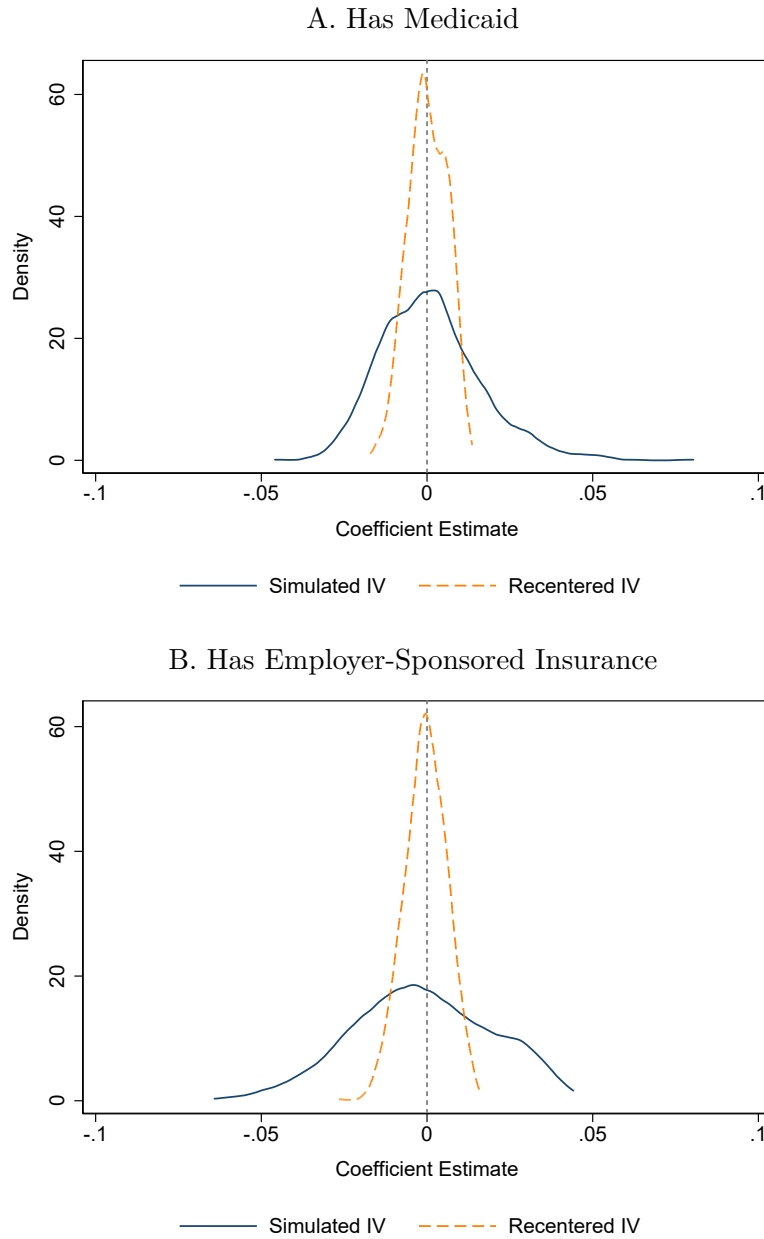 A. Has Medicaid
60
40
20
0
Density
-.1 -.05 0 .05 .1
Coefficient Estimate
Simulated IV Recentered IV
B. Has Employer-Sponsored Insurance
60
40
20
0
Density
-.1 -.05 0 .05 .1
Coefficient Estimate
Simulated IV Recentered IV